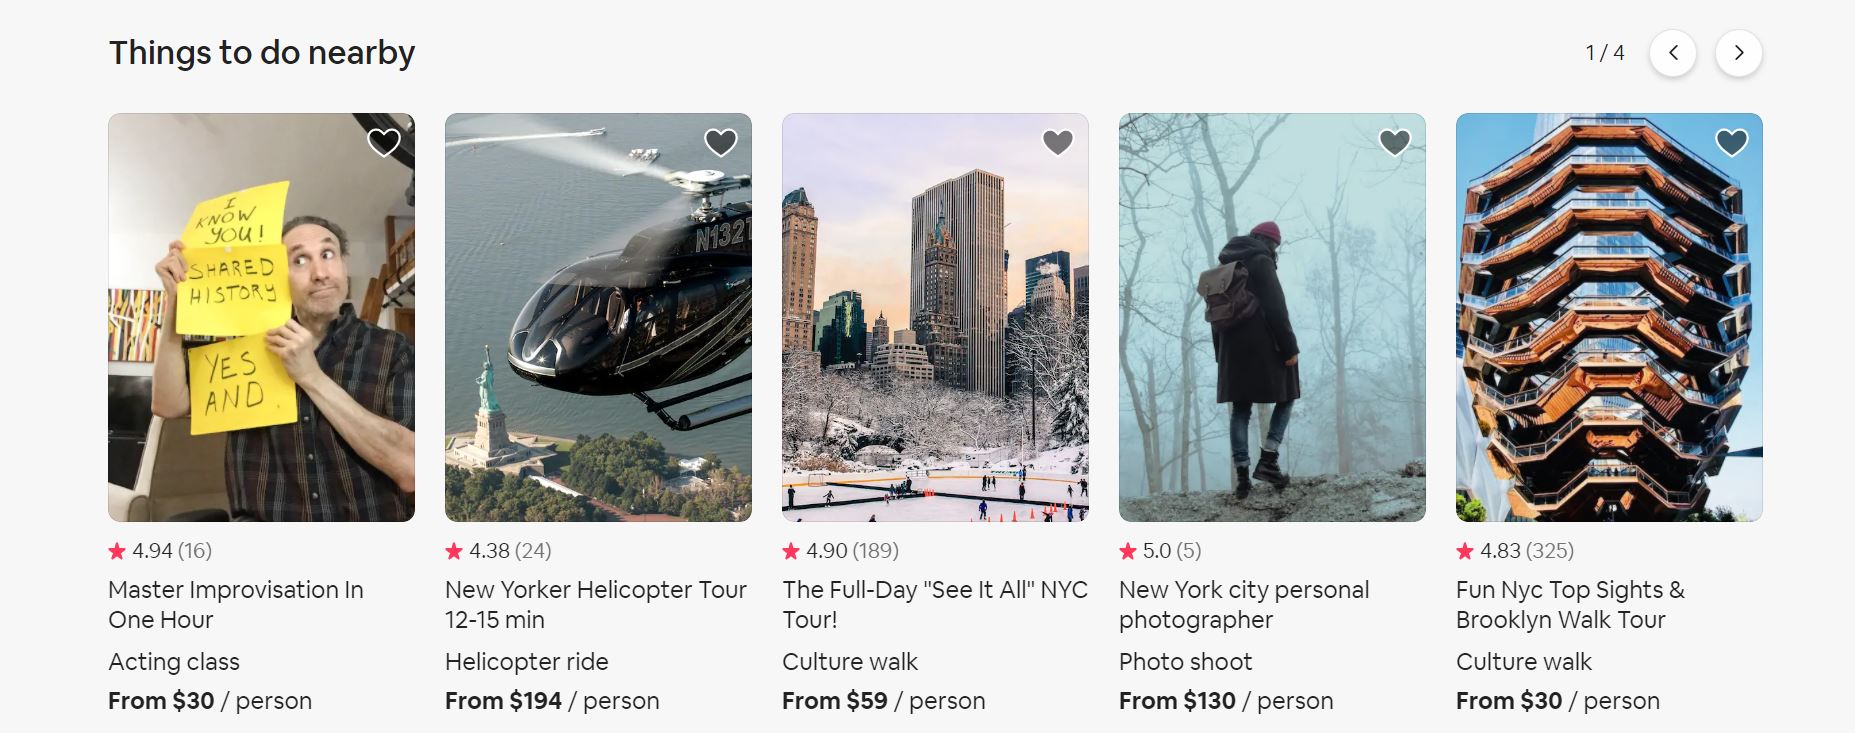 Things to do nearby
1 / 4
I
KNOW
YOU!
SHARED
HISTORY
YES
AND.
N132T
4.94 (16)
Master Improvisation In
One Hour
Acting class
From $30 / person
4.38 (24)
New Yorker Helicopter Tour
12-15 min
Helicopter ride
From $194 / person
4.90 (189)
The Full-Day "See It All" NYC
Tour!
Culture walk
From $59 / person
5.0 (5)
New York city personal
photographer
Photo shoot
From $130 / person
4.83 (325)
Fun Nyc Top Sights &
Brooklyn Walk Tour
Culture walk
From $30 / person